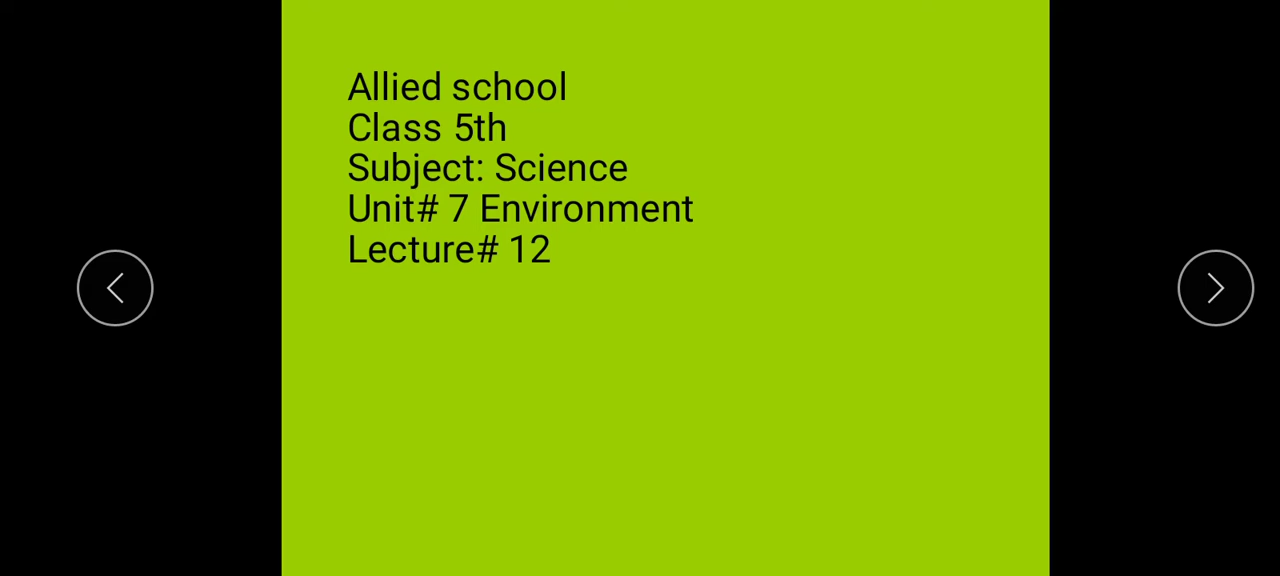 Allied school
Class 5th
Subject: Science
Unit# 7 Environment
Lecture# 12